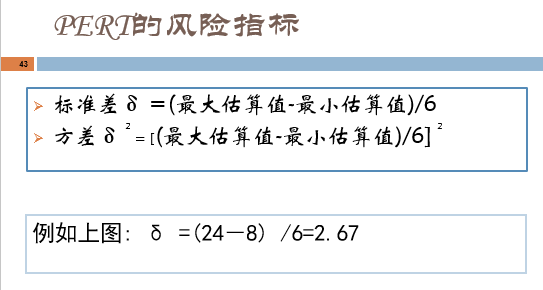 PERT的风险指标
43
标准差δ =(最大估算值-最小估算值)/6
方差δ ² = [(最大估算值-最小估算值)/6] ²
例如上图: δ =(24－8) /6=2.67